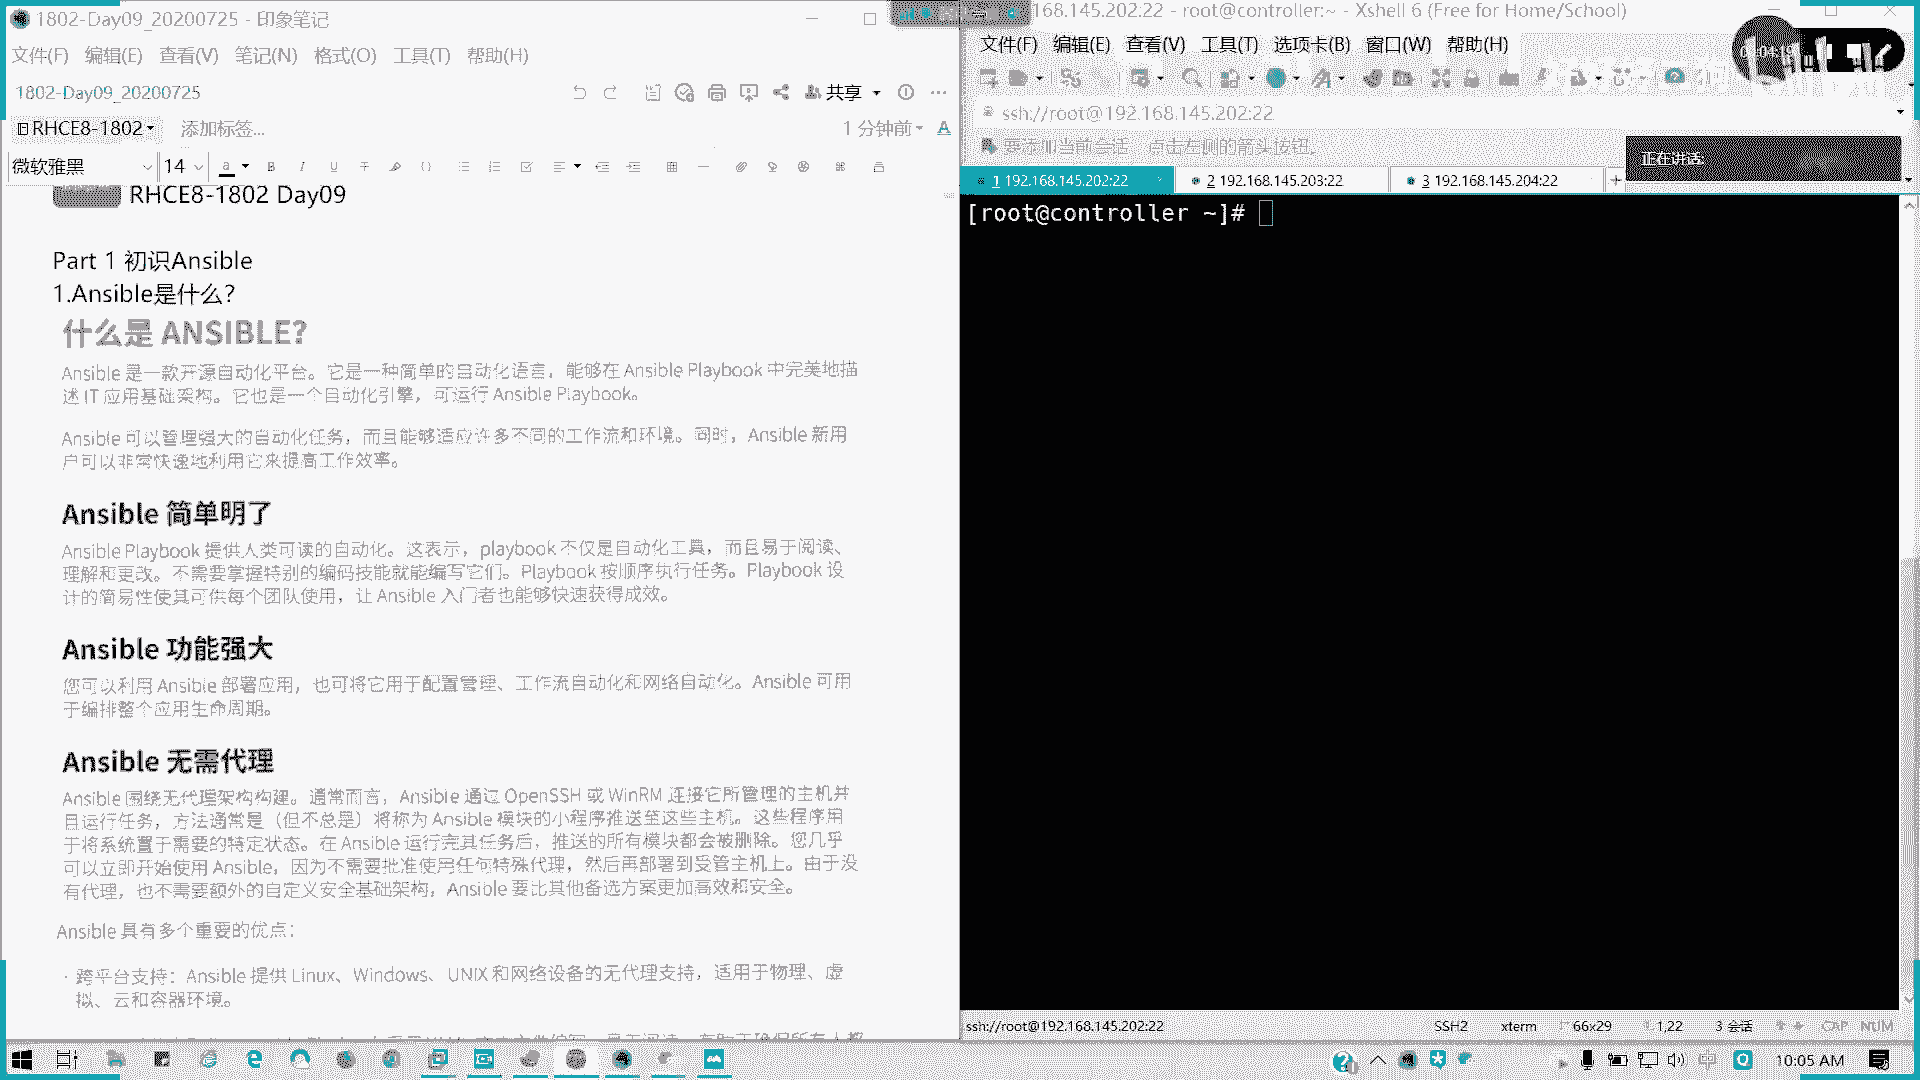 1802-Day09_20200725 - 印象笔记
文件(F) 编辑(E) 查看(V) 笔记(N) 格式(O) 工具(T) 帮助(H)
1802-Day09_20200725
共享
RHCE8-1802
添加标签...
1 分钟前
微软雅黑
14
RHCE8-1802 Day09
Part 1 初识Ansible
1.Ansible是什么？
什么是 ANSIBLE？
Ansible 是一款开源自动化平台。它是一种简单的自动化语言，能够在 Ansible Playbook 中完美地描
述 IT 应用基础架构。它也是一个自动化引擎，可运行 Ansible Playbook。
Ansible 可以管理强大的自动化任务，而且能够适应许多不同的工作流和环境。同时，Ansible 新用
户可以非常快速地利用它来提高工作效率。
Ansible 简单明了
Ansible Playbook 提供人类可读的自动化。这表示，playbook 不仅是自动化工具，而且易于阅读、
理解和更改。不需要掌握特别的编码技能就能编写它们。Playbook 按顺序执行任务。Playbook 设
计的简易性使其可供每个团队使用，让 Ansible 入门者也能够快速获得成效。
Ansible 功能强大
您可以利用 Ansible 部署应用，也可将它用于配置管理、工作流自动化和网络自动化。Ansible 可用
于编排整个应用生命周期。
Ansible 无需代理
Ansible 围绕无代理架构构建。通常而言，Ansible 通过 OpenSSH 或 WinRM 连接它所管理的主机并
且运行任务，方法通常是（但不总是）将称为 Ansible 模块的小程序推送至这些主机。这些程序用
于将系统置于需要的特定状态。在 Ansible 运行完其任务后，推送的所有模块都会被删除。您几乎
可以立即开始使用 Ansible，因为不需要批准使用任何特殊代理，然后再部署到受管主机上。由于没
有代理，也不需要额外的自定义安全基础架构，Ansible 要比其他备选方案更加高效和安全。
Ansible 具有多个重要的优点：
· 跨平台支持：Ansible 提供 Linux、Windows、UNIX 和网络设备的无代理支持，适用于物理、虚
拟、云和容器环境。
168.145.202:22 - root@controller:~ - Xshell 6 (Free for Home/School)
文件(F) 编辑(E) 查看(V) 工具(T) 选项卡(B) 窗口(W) 帮助(H)
04:19
ssh://root@192.168.145.202:22
要添加当前会话，点击左侧的箭头按钮。
正在讲话:
1 192.168.145.202:22
2 192.168.145.203:22
3 192.168.145.204:22
[root@controller ~]#
ssh://root@192.168.145.202:22
SSH2
xterm
66x29
1,22
3 会话
CAP
NUM
10:05 AM